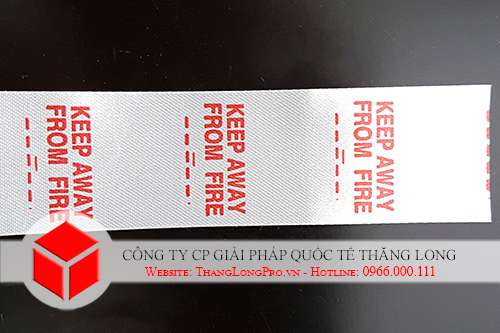 KEEP AWAY
FROM FIRE
KEEP AWAY
FROM FIRE
KEEP AWAY
FROM FIRE
CÔNG TY CP GIẢI PHÁP QUỐC TẾ THĂNG LONG
WEBSITE: THANGLONGPRO.VN - HOTLINE: 0966.000.111